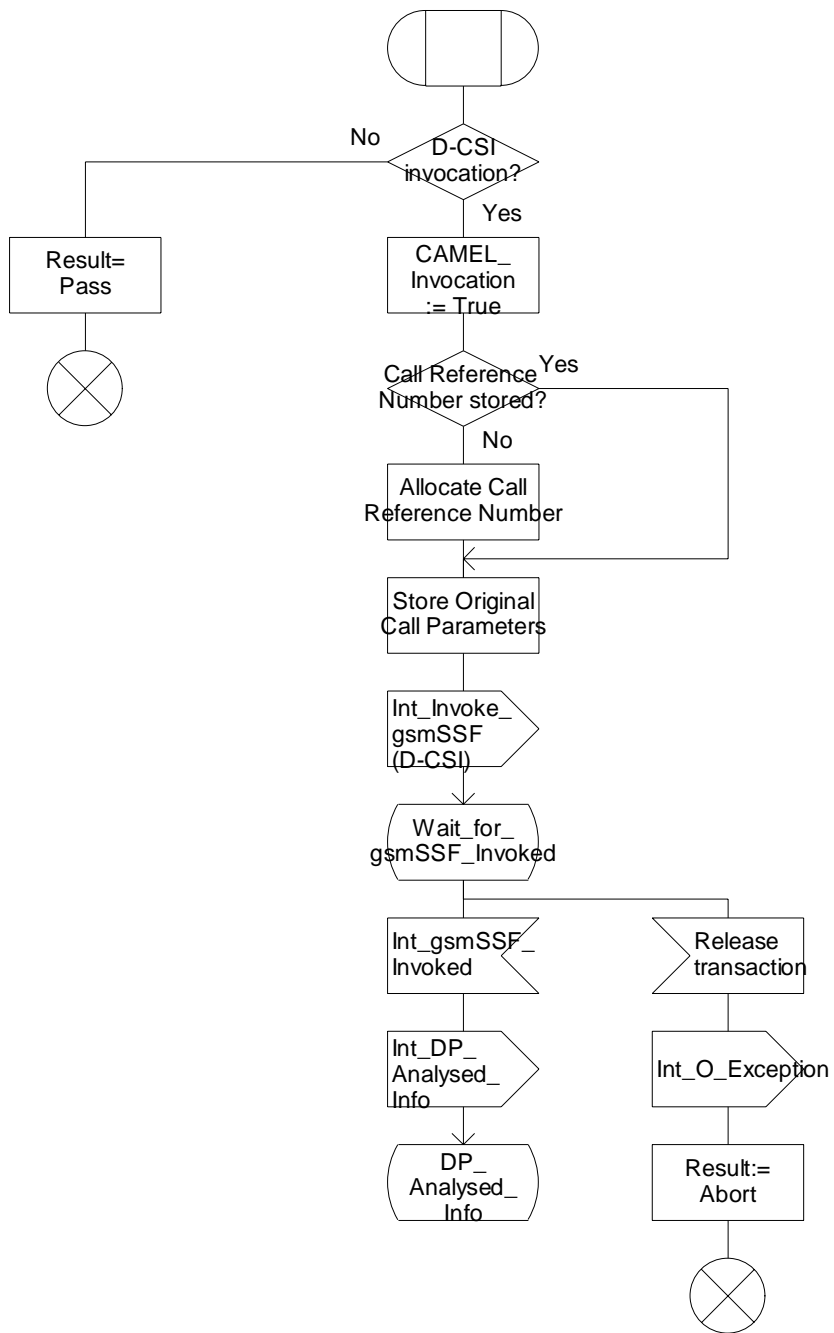 No
D-CSI
invocation?
Yes
Result=
Pass
CAMEL_
Invocation
:= True
Call Reference
Number stored?
Yes
No
Allocate Call
Reference Number
Store Original
Call Parameters
Int_Invoke_
gsmSSF
(D-CSI)
Wait_for_
gsmSSF_Invoked
Int_gsmSSF_
Invoked
Release
transaction
Int_DP_
Analysed_
Info
Int_O_Exception
DP_
Analysed_
Info
Result:=
Abort